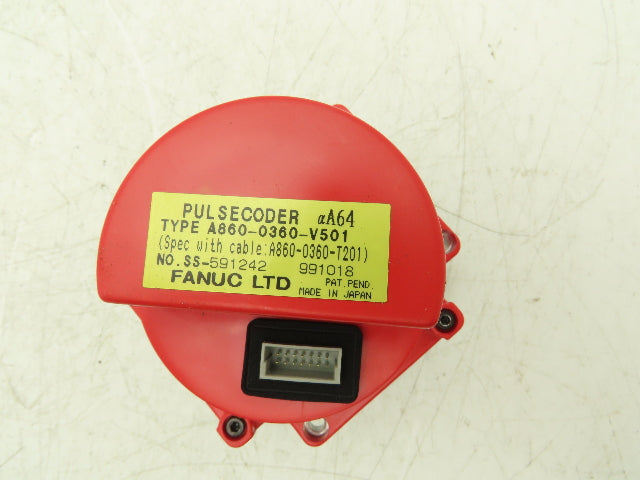 PULSECODER αA64
TYPE A860-0360-V501
(Spec with cable:A860-0360-T201)
NO.SS-591242 991018
FANUC LTD PAT.PEND.
MADE IN JAPAN